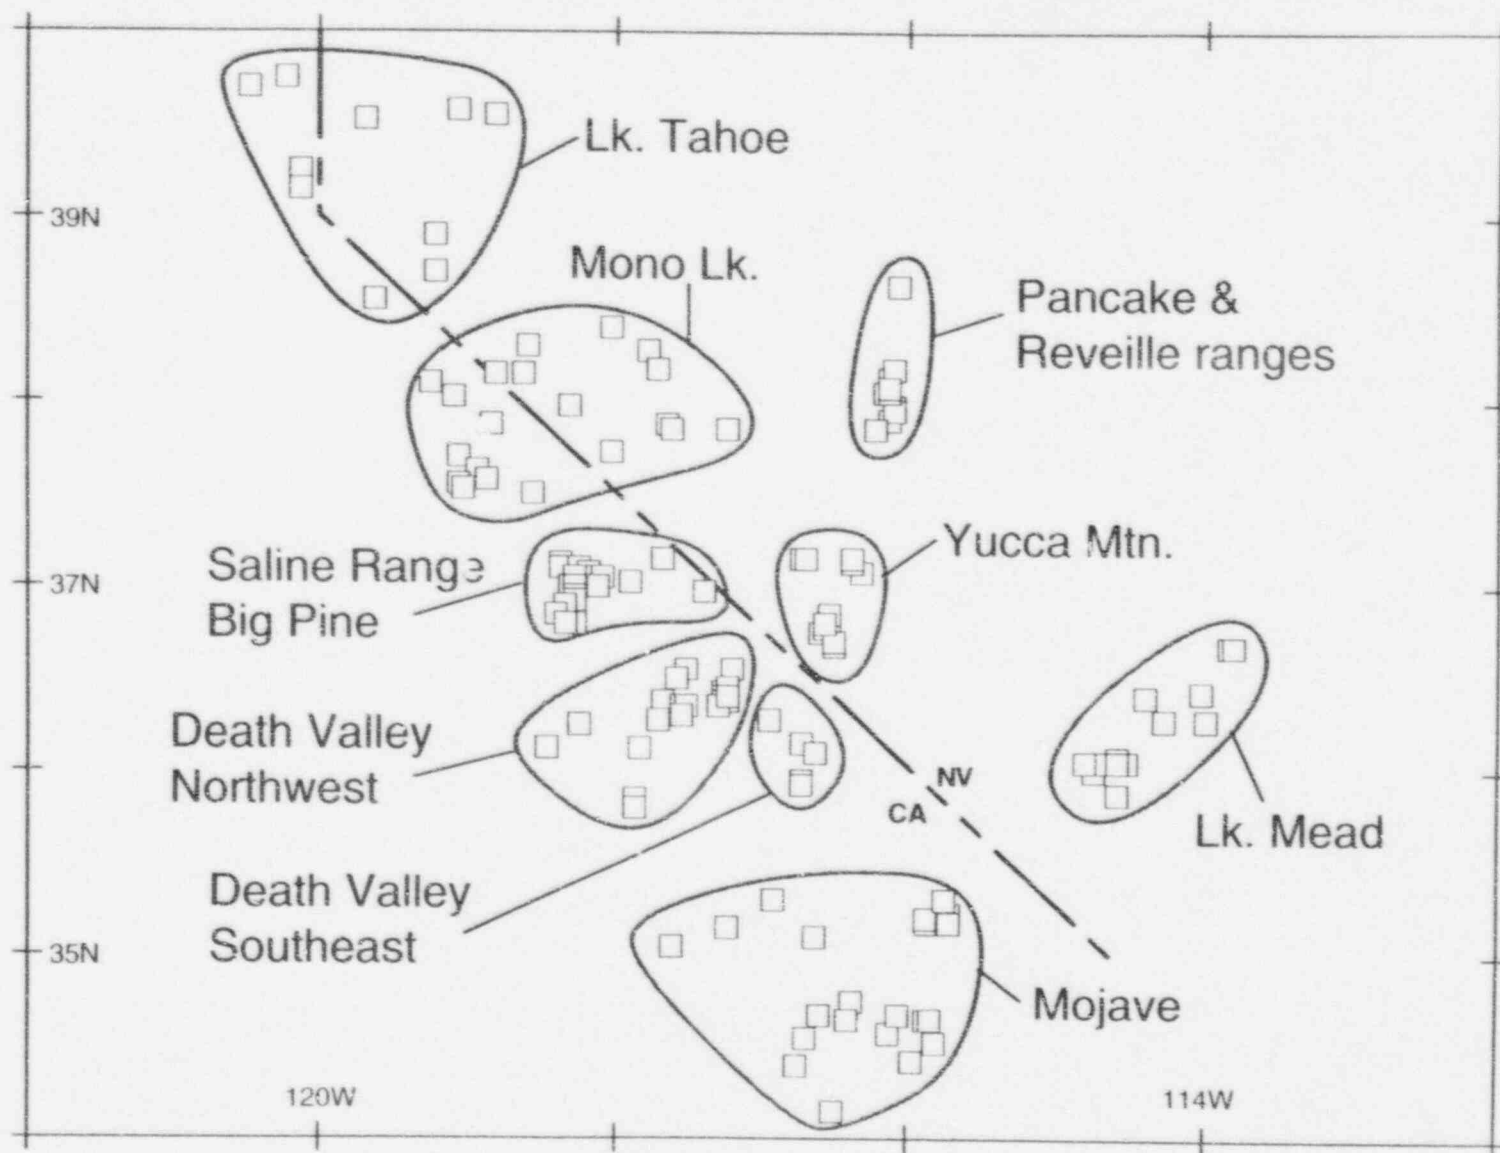 Lk. Tahoe
39N
Mono Lk.
Pancake &
Reveille ranges
Yucca Mtn.
Saline Range
Big Pine
37N
Death Valley
Northwest
NV
CA
Lk. Mead
Death Valley
Southeast
35N
Mojave
120W
114W